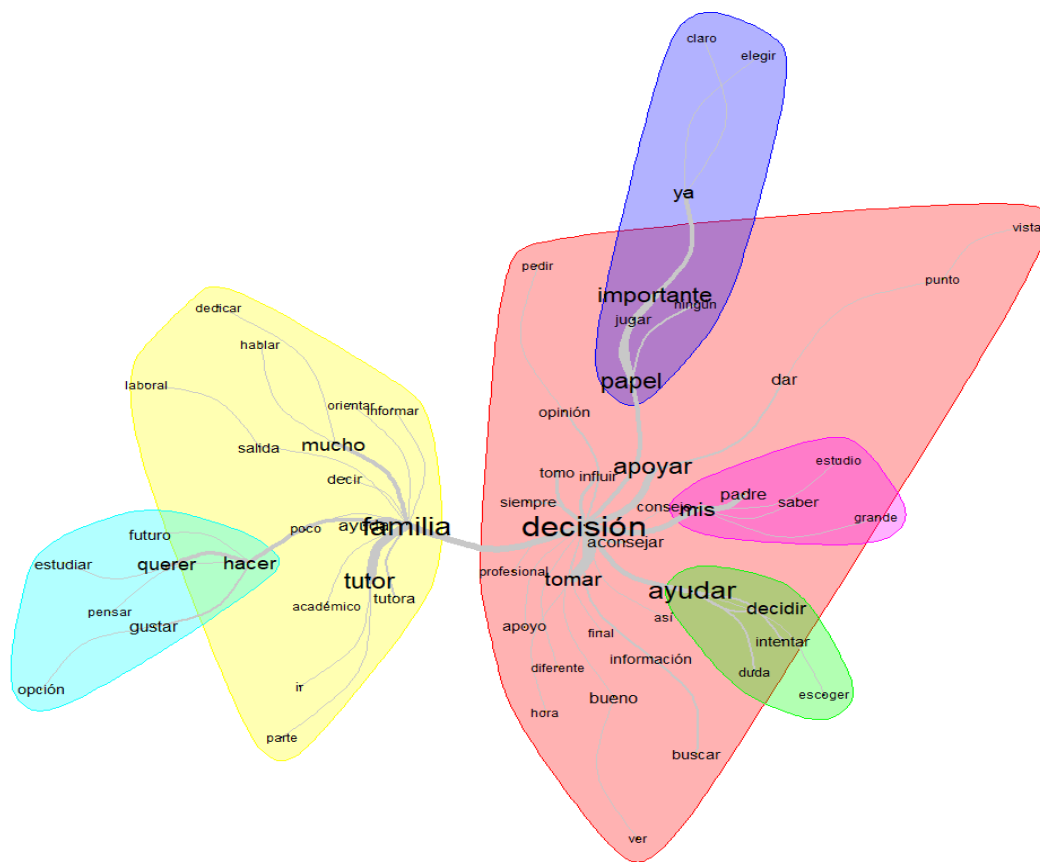 claro
elegir
ya
vista
pedir
punto
importante
ningún
dedicar
jugar
hablar
papel
dar
laboral
orientar
informar
opinión
mucho
salida
estudio
tomo
influir
apoyar
decir
padre
siempre
consejo
saber
mis
grande
poco
ayuda
familia
decisión
futuro
aconsejar
estudiar
querer
hacer
profesional
tutor
tomar
ayudar
tutora
académico
decidir
pensar
gustar
apoyo
final
así
intentar
información
diferente
duda
opción
ir
bueno
escoger
hora
parte
buscar
ver